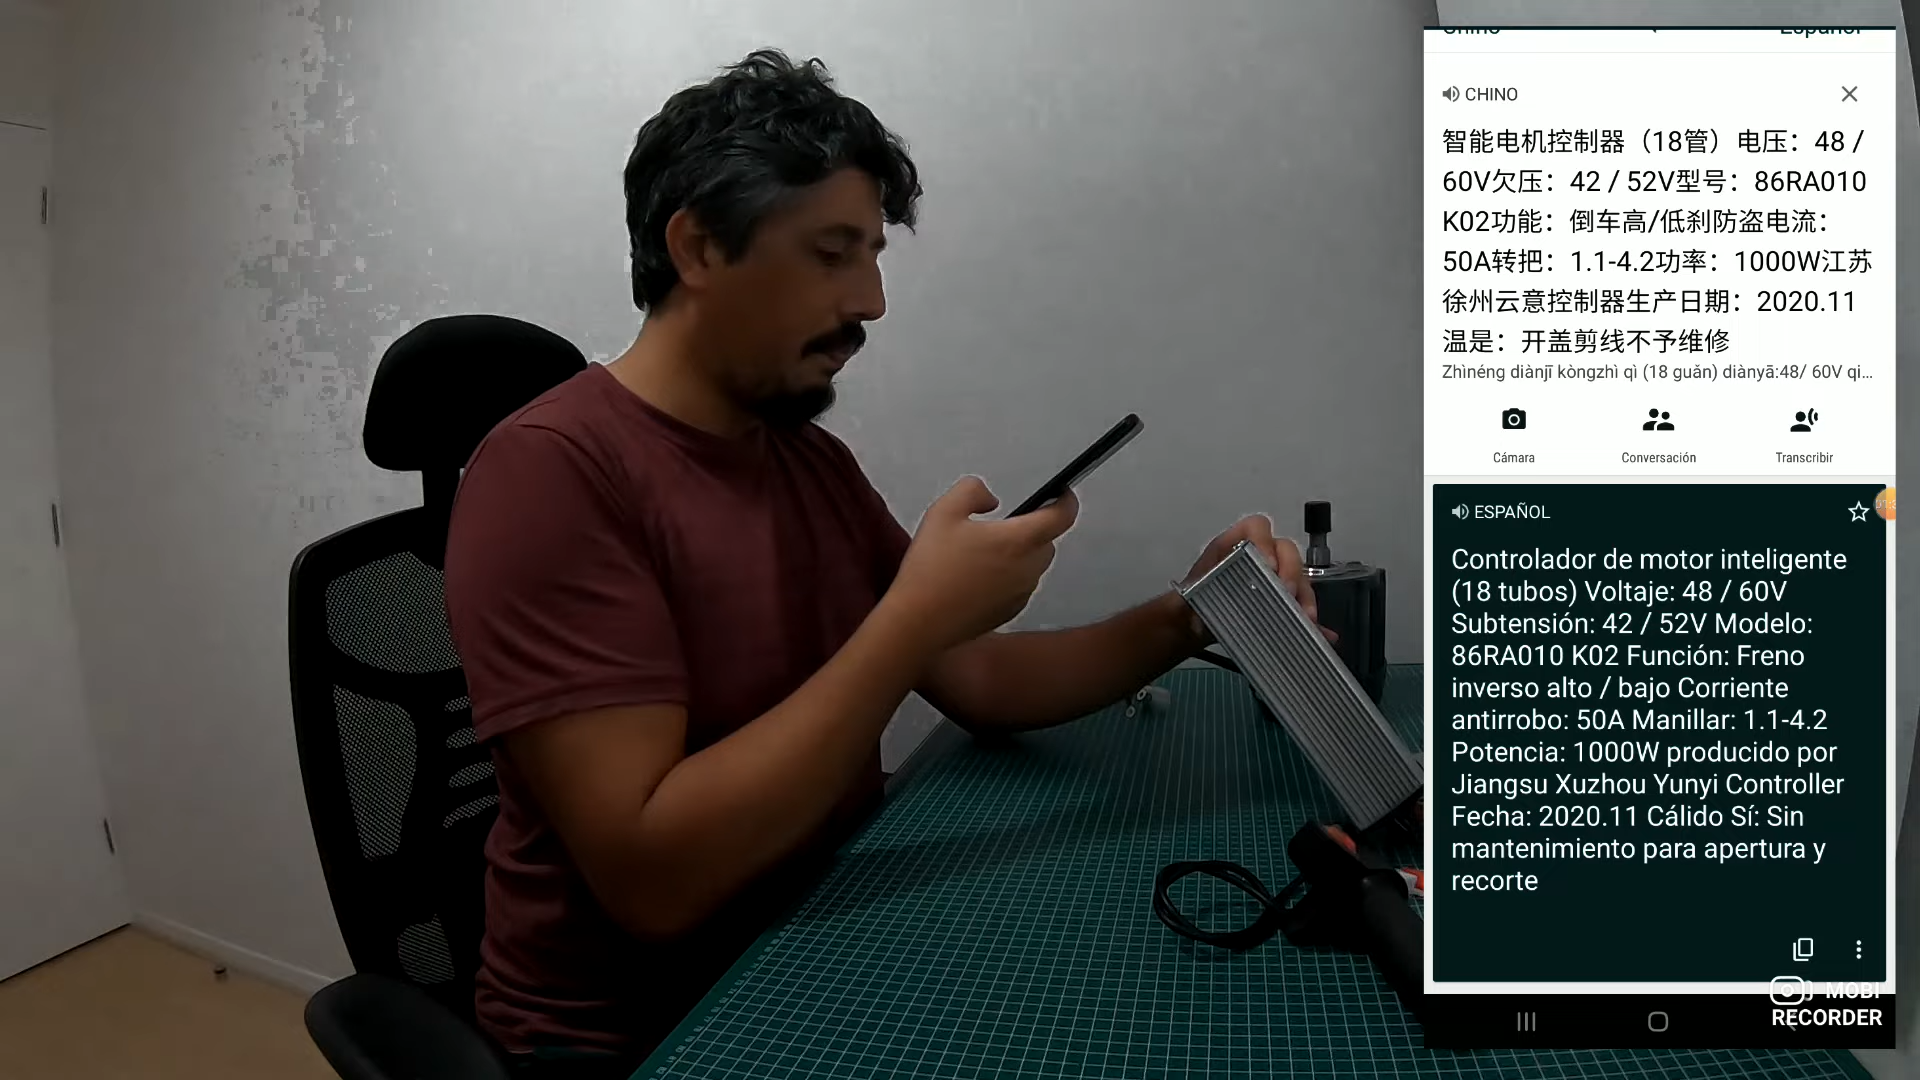 Chino
Español
CHINO
智能电机控制器（18管）电压：48 /
60V欠压：42 / 52V型号：86RA010
K02功能：倒车高/低刹防盗电流：
50A转把：1.1-4.2功率：1000W江苏
徐州云意控制器生产日期：2020.11
温是：开盖剪线不予维修
Zhìnéng diànjī kòngzhì qì (18 guǎn) diànyā:48/ 60V qi...
Cámara
Conversación
Transcribir
ESPAÑOL
Controlador de motor inteligente
(18 tubos) Voltaje: 48 / 60V
Subtensión: 42 / 52V Modelo:
86RA010 K02 Función: Freno
inverso alto / bajo Corriente
antirrobo: 50A Manillar: 1.1-4.2
Potencia: 1000W producido por
Jiangsu Xuzhou Yunyi Controller
Fecha: 2020.11 Cálido Sí: Sin
mantenimiento para apertura y
recorte
MOBI
RECORDER